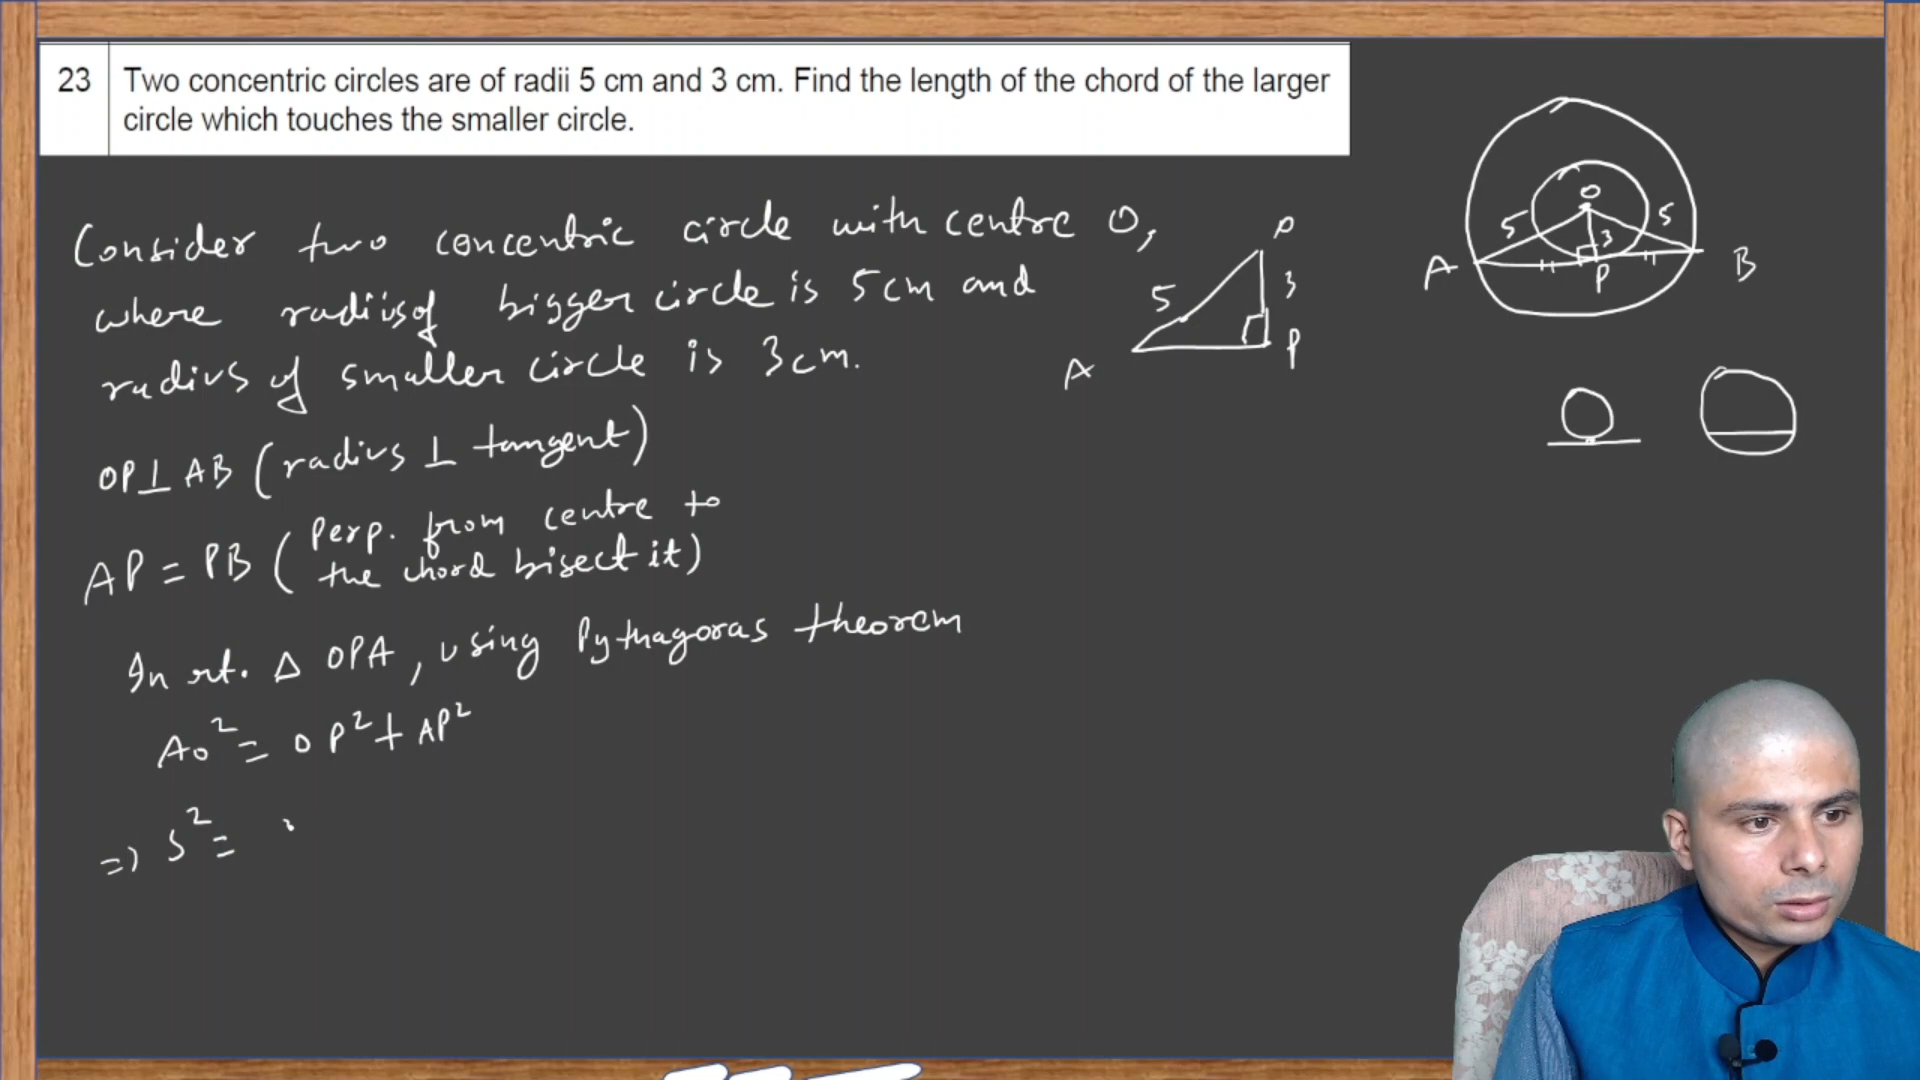 23 Two concentric circles are of radii 5 cm and 3 cm. Find the length of the chord of the larger
circle which touches the smaller circle.
Consider two concentric circle with centre O,
where radius of bigger circle is 5cm and
radius of smaller circle is 3cm.
OP⊥AB (radius ⊥ tangent)
AP = PB (Perp. from centre to
the chord bisect it)
In rt. Δ OPA, using Pythagoras theorem
AO² = OP² + AP²
=> 5² =
O
5
3
A
P
O
5
5
3
A
P
B